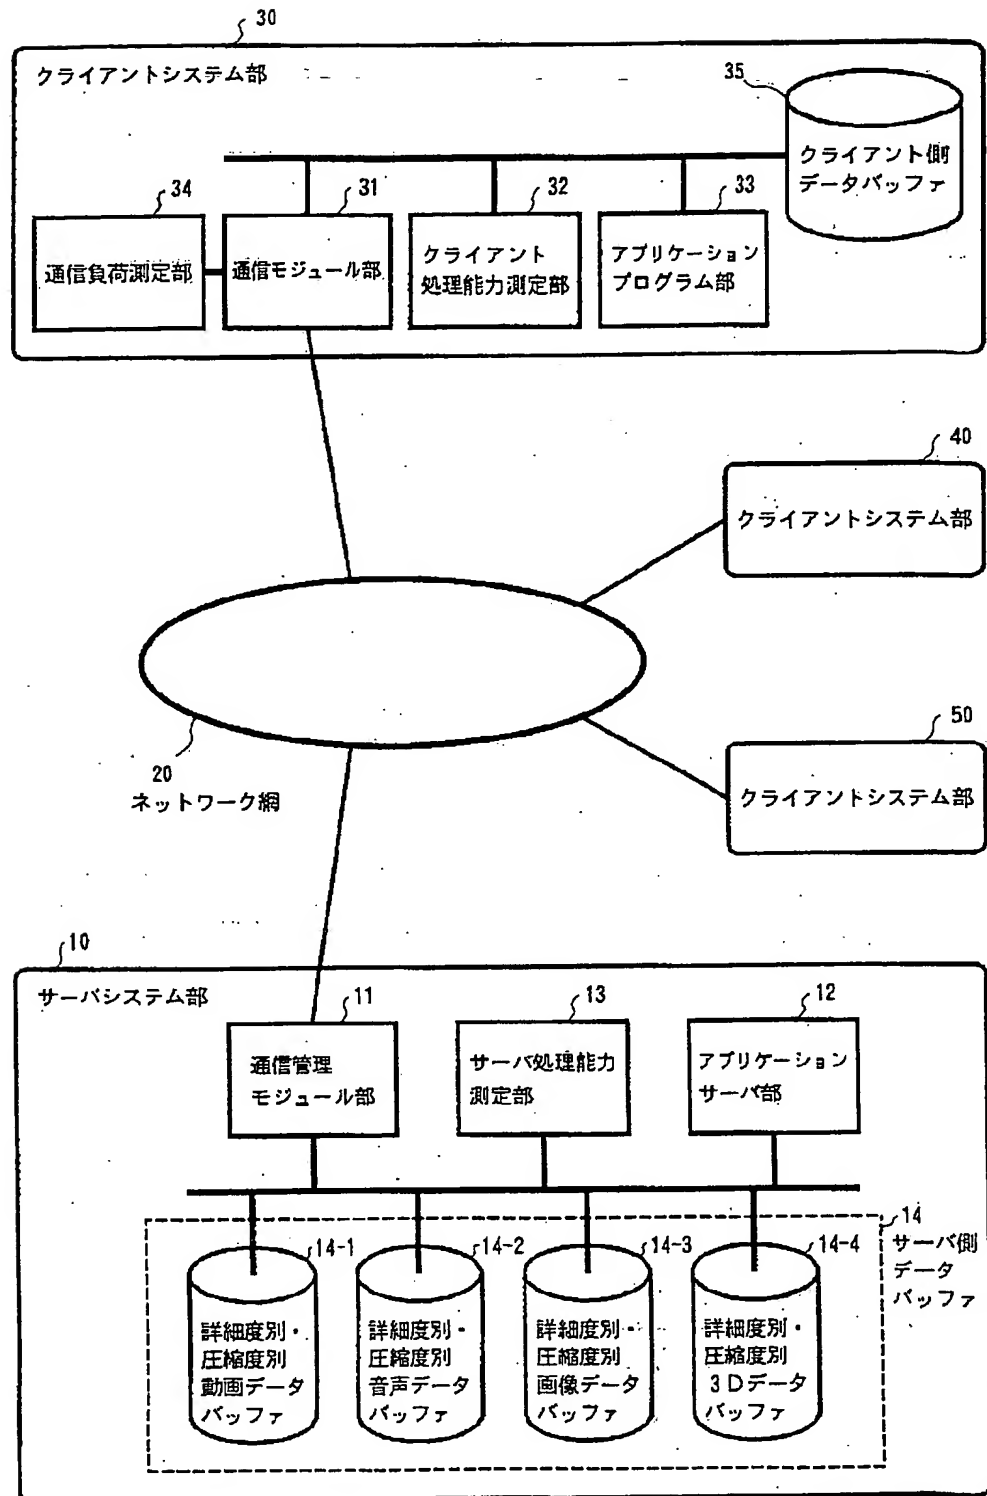 30
クライアントシステム部
35
クライアント側
データバッファ
34
31
32
33
通信負荷測定部
通信モジュール部
クライアント
処理能力測定部
アプリケーション
プログラム部
40
クライアントシステム部
50
クライアントシステム部
20
ネットワーク網
10
サーバシステム部
11
13
12
通信管理
モジュール部
サーバ処理能力
測定部
アプリケーション
サーバ部
14
サーバ側
データ
バッファ
14-1
14-2
14-3
14-4
詳細度別・
圧縮度別
動画データ
バッファ
詳細度別・
圧縮度別
音声データ
バッファ
詳細度別・
圧縮度別
画像データ
バッファ
詳細度別・
圧縮度別
3Dデータ
バッファ